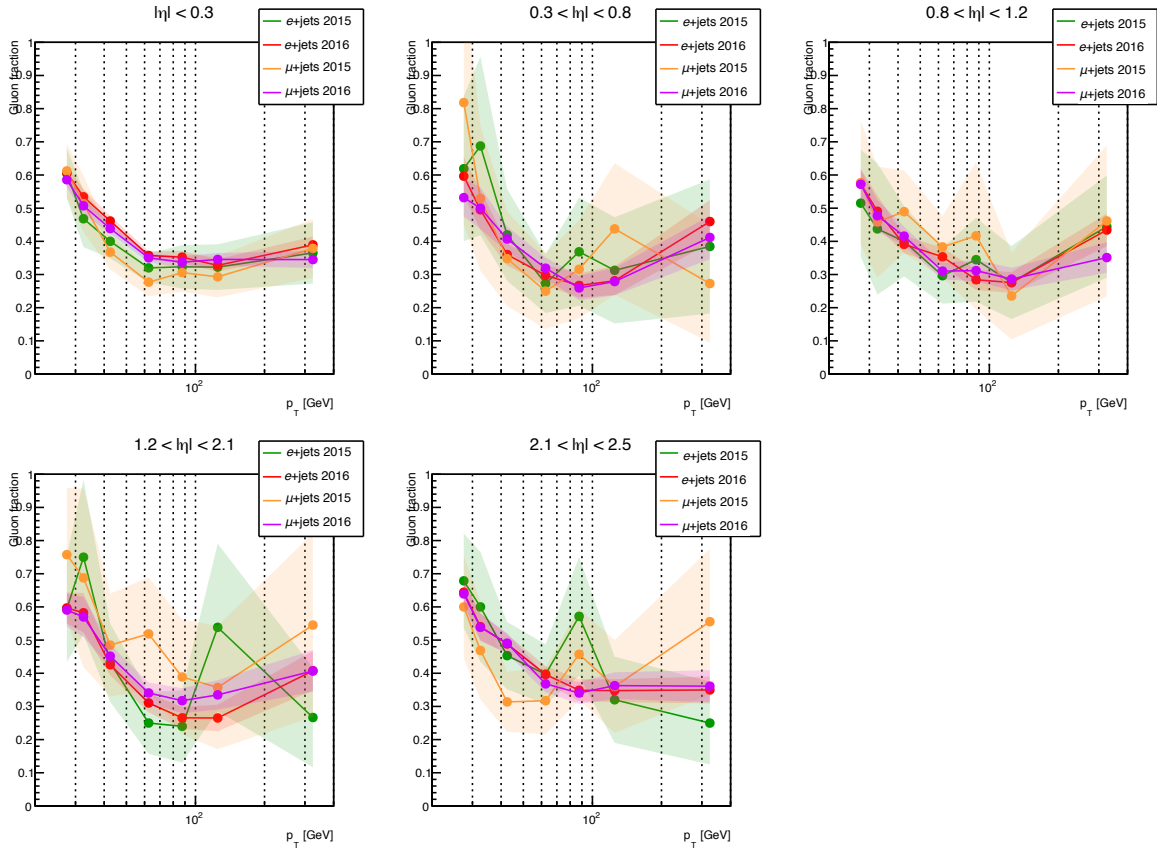 |η| < 0.3
Gluon fraction
1
0.9
0.8
0.7
0.6
0.5
0.4
0.3
0.2
0.1
0
10²
p_T [GeV]
e+jets 2015
e+jets 2016
μ+jets 2015
μ+jets 2016
0.3 < |η| < 0.8
Gluon fraction
1
0.9
0.8
0.7
0.6
0.5
0.4
0.3
0.2
0.1
0
10²
p_T [GeV]
e+jets 2015
e+jets 2016
μ+jets 2015
μ+jets 2016
0.8 < |η| < 1.2
Gluon fraction
1
0.9
0.8
0.7
0.6
0.5
0.4
0.3
0.2
0.1
0
10²
p_T [GeV]
e+jets 2015
e+jets 2016
μ+jets 2015
μ+jets 2016
1.2 < |η| < 2.1
Gluon fraction
1
0.9
0.8
0.7
0.6
0.5
0.4
0.3
0.2
0.1
0
10²
p_T [GeV]
e+jets 2015
e+jets 2016
μ+jets 2015
μ+jets 2016
2.1 < |η| < 2.5
Gluon fraction
1
0.9
0.8
0.7
0.6
0.5
0.4
0.3
0.2
0.1
0
10²
p_T [GeV]
e+jets 2015
e+jets 2016
μ+jets 2015
μ+jets 2016